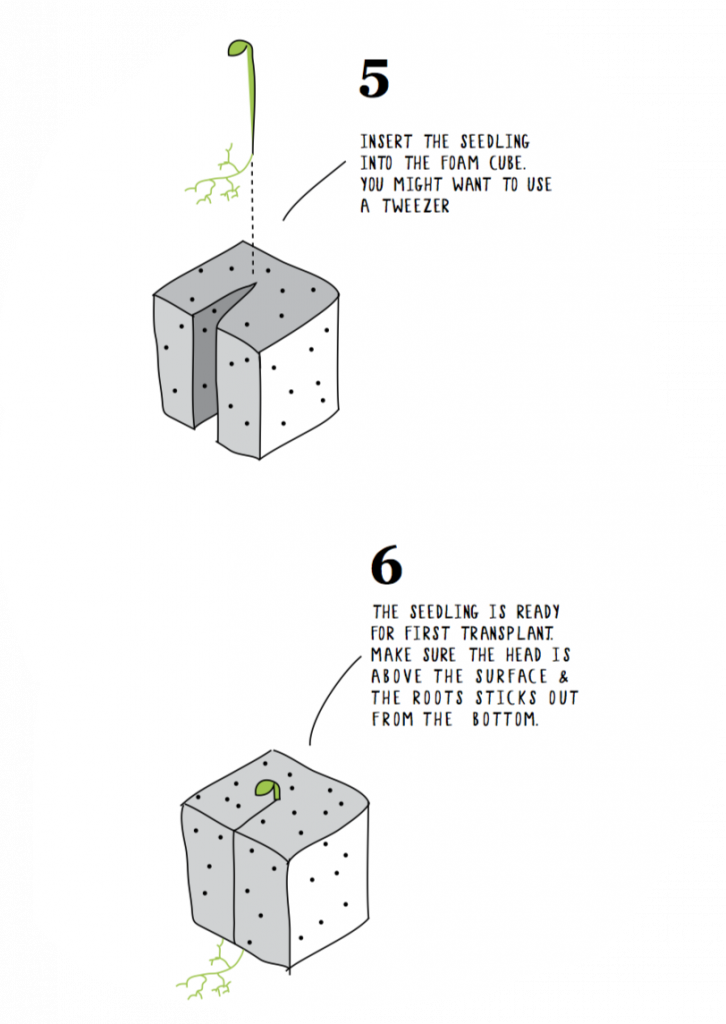 5
INSERT THE SEEDLING
INTO THE FOAM CUBE.
YOU MIGHT WANT TO USE
A TWEEZER
6
THE SEEDLING IS READY
FOR FIRST TRANSPLANT.
MAKE SURE THE HEAD IS
ABOVE THE SURFACE &
THE ROOTS STICKS OUT
FROM THE BOTTOM.